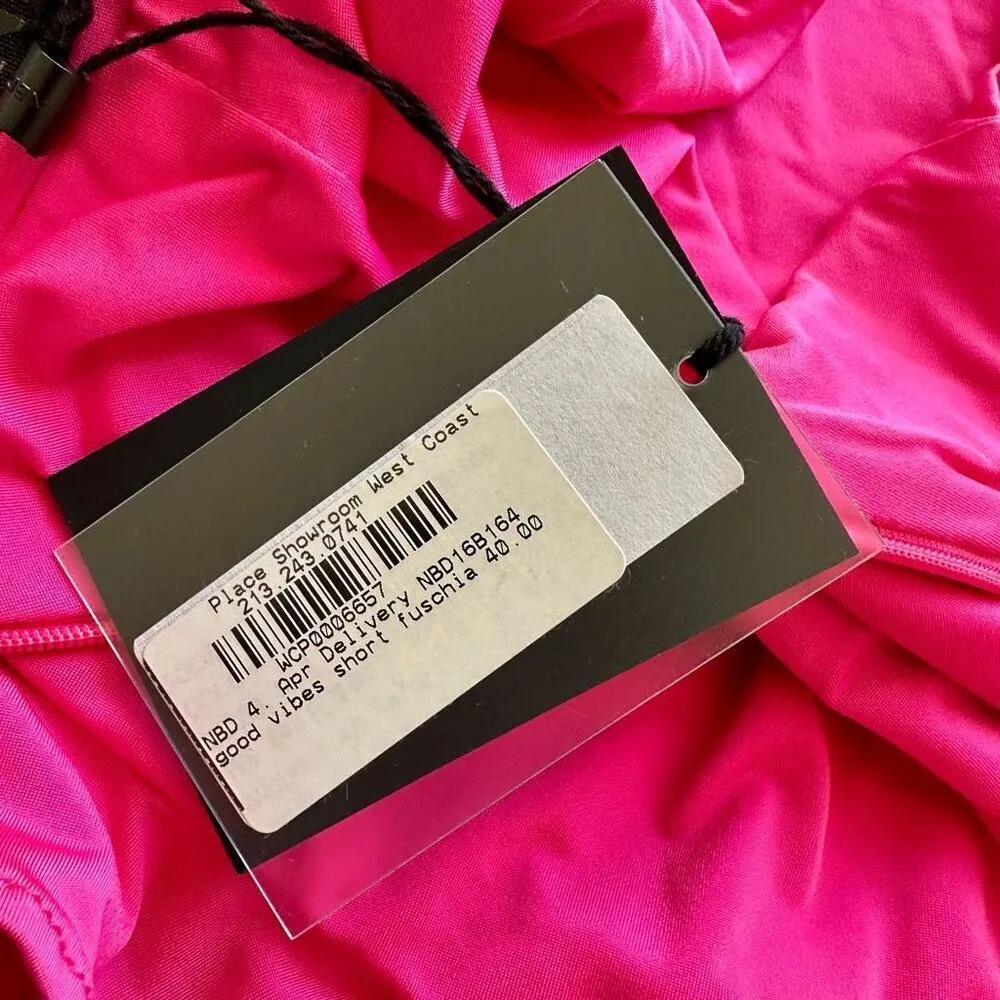 Place Showroom West Coast
213.243.0741
WCP0006657
NBD 4. Apr Delivery NBD16B164
good vibes short fuschia 40.00